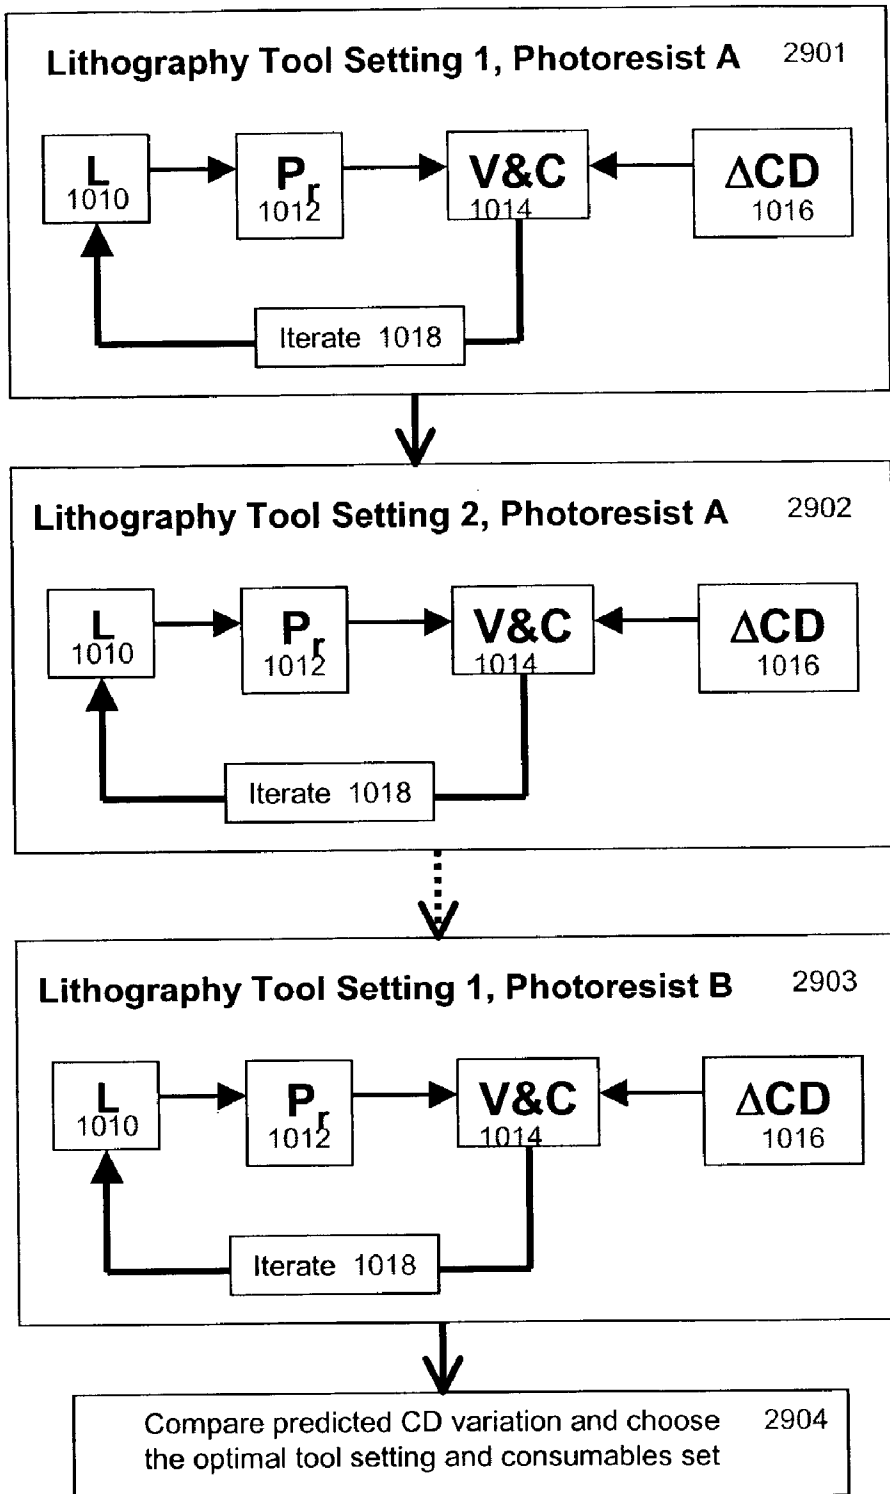 Lithography Tool Setting 1, Photoresist A 2901
L Pr V&C ΔCD
1010 1012 1014 1016
Iterate 1018
Lithography Tool Setting 2, Photoresist A 2902
L Pr V&C ΔCD
1010 1012 1014 1016
Iterate 1018
Lithography Tool Setting 1, Photoresist B 2903
L Pr V&C ΔCD
1010 1012 1014 1016
Iterate 1018
Compare predicted CD variation and choose 2904
the optimal tool setting and consumables set